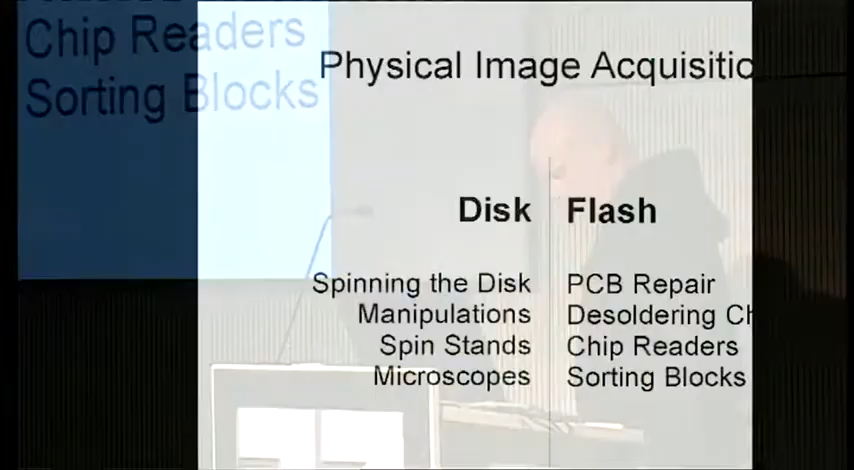 Chip Readers
Sorting Blocks
Physical Image Acquisitio
Disk
Flash
Spinning the Disk
PCB Repair
Manipulations
Desoldering Ch
Spin Stands
Chip Readers
Microscopes
Sorting Blocks